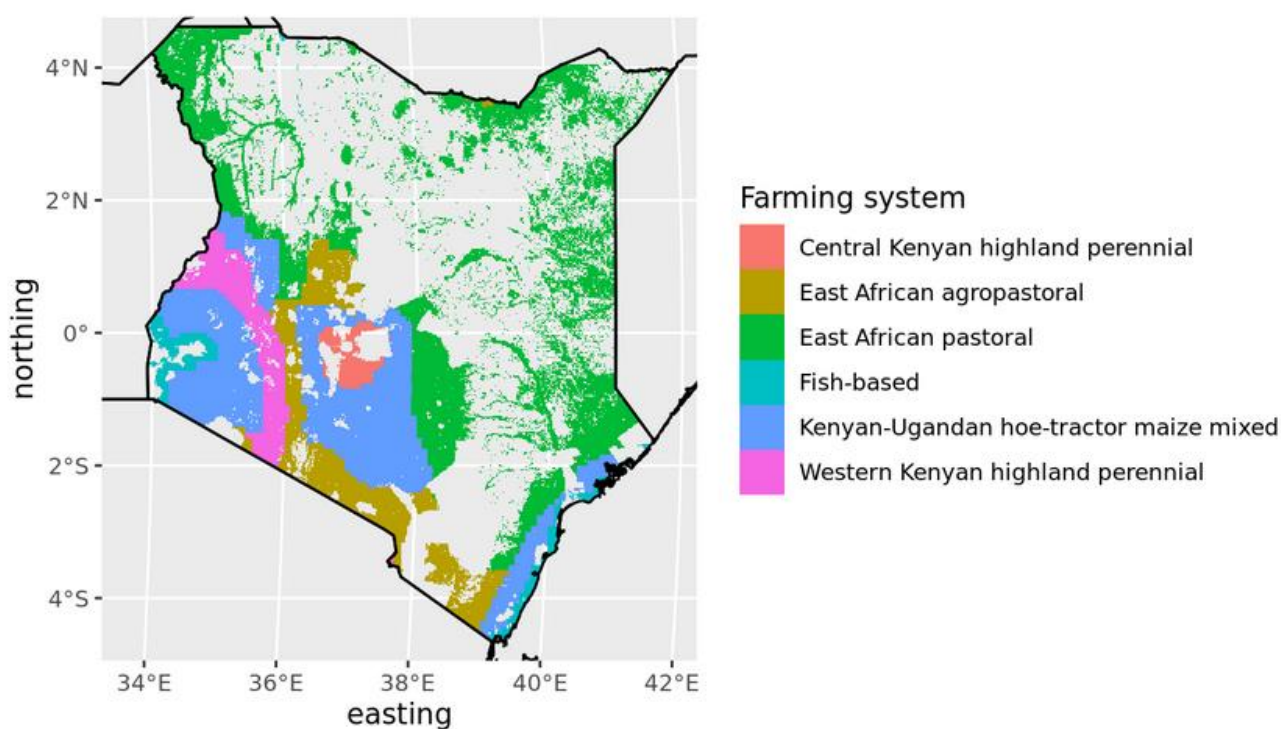 4°N
2°N
0°
2°S
4°S
northing
34°E
36°E
38°E
40°E
42°E
easting
Farming system
Central Kenyan highland perennial
East African agropastoral
East African pastoral
Fish-based
Kenyan-Ugandan hoe-tractor maize mixed
Western Kenyan highland perennial